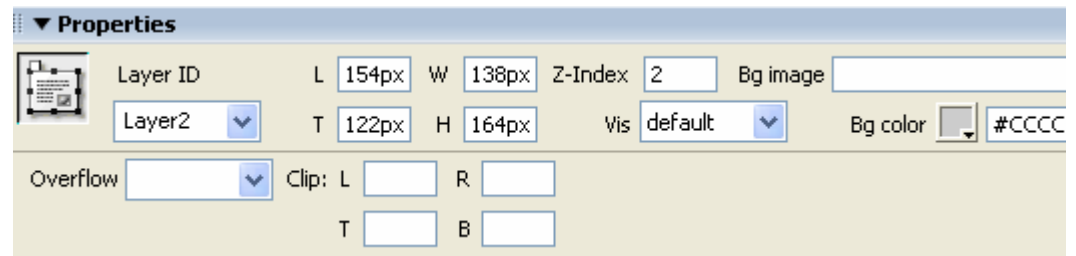 Properties
Layer ID L 154px W 138px Z-Index 2 Bg image
Layer2 T 122px H 164px Vis default Bg color #CCCC
Overflow Clip: L R
T B